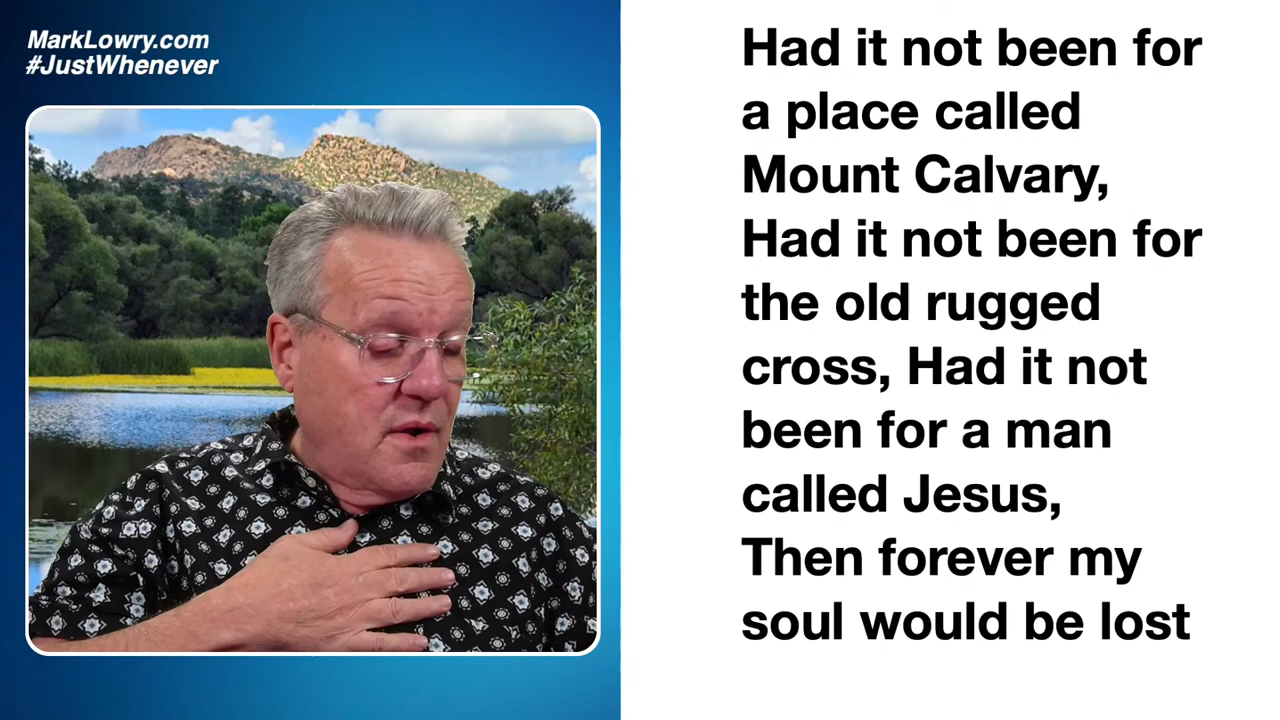 MarkLowry.com
#JustWhenever
Had it not been for
a place called
Mount Calvary,
Had it not been for
the old rugged
cross, Had it not
been for a man
called Jesus,
Then forever my
soul would be lost